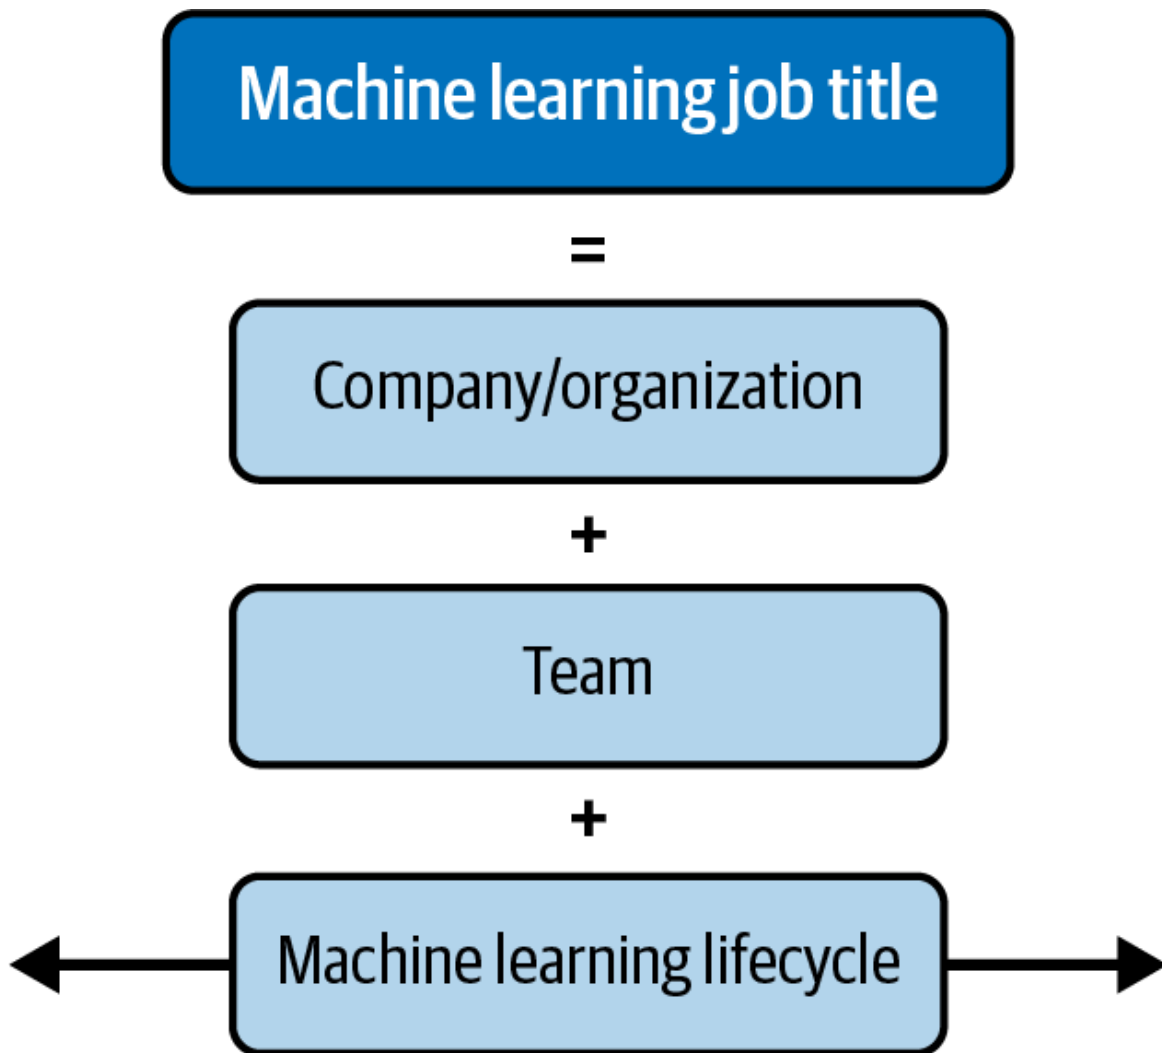 Machine learning job title
=
Company/organization
+
Team
+
Machine learning lifecycle